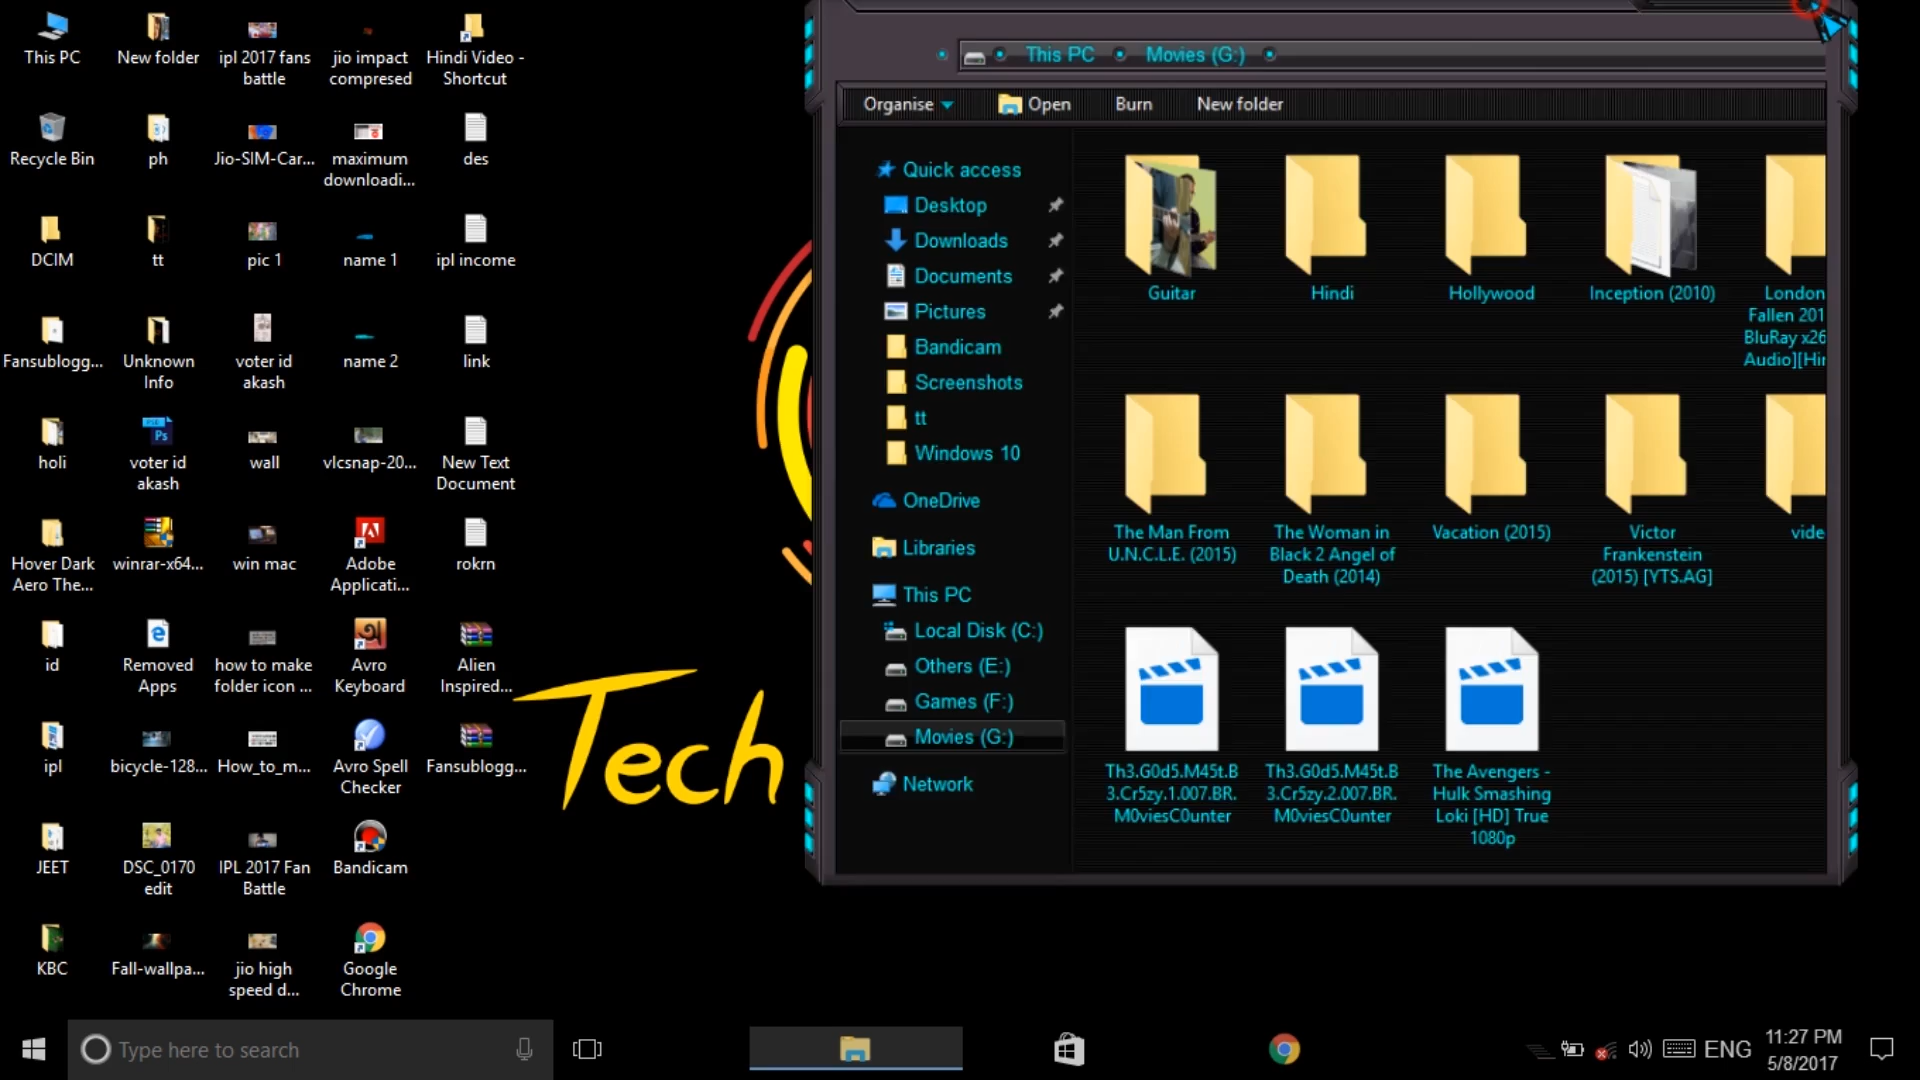 This PC
New folder
ipl 2017 fans
battle
jio impact
compresed
Hindi Video -
Shortcut
Recycle Bin
ph
Jio-SIM-Car...
maximum
downloadi...
des
DCIM
tt
pic 1
name 1
ipl income
Fansublogg...
Unknown
Info
voter id
akash
name 2
link
holi
voter id
akash
wall
vlcsnap-20...
New Text
Document
Hover Dark
Aero The...
winrar-x64...
win mac
Adobe
Applicati...
rokrn
id
Removed
Apps
how to make
folder icon ...
Avro
Keyboard
Alien
Inspired...
ipl
bicycle-128...
How_to_m...
Avro Spell
Checker
Fansublogg...
JEET
DSC_0170
edit
IPL 2017 Fan
Battle
Bandicam
KBC
Fall-wallpa...
jio high
speed d...
Google
Chrome
Tech
This PC
Movies (G:)
Organise
Open
Burn
New folder
Quick access
Desktop
Downloads
Documents
Pictures
Bandicam
Screenshots
tt
Windows 10
OneDrive
Libraries
This PC
Local Disk (C:)
Others (E:)
Games (F:)
Movies (G:)
Network
Guitar
Hindi
Hollywood
Inception (2010)
London
Fallen 201
BluRay x26
Audio][Hin
The Man From
U.N.C.L.E. (2015)
The Woman in
Black 2 Angel of
Death (2014)
Vacation (2015)
Victor
Frankenstein
(2015) [YTS.AG]
vide
Th3.G0d5.M45t.B
3.Cr5zy.1.007.BR.
M0viesC0unter
Th3.G0d5.M45t.B
3.Cr5zy.2.007.BR.
M0viesC0unter
The Avengers -
Hulk Smashing
Loki [HD] True
1080p
Type here to search
ENG
11:27 PM
5/8/2017